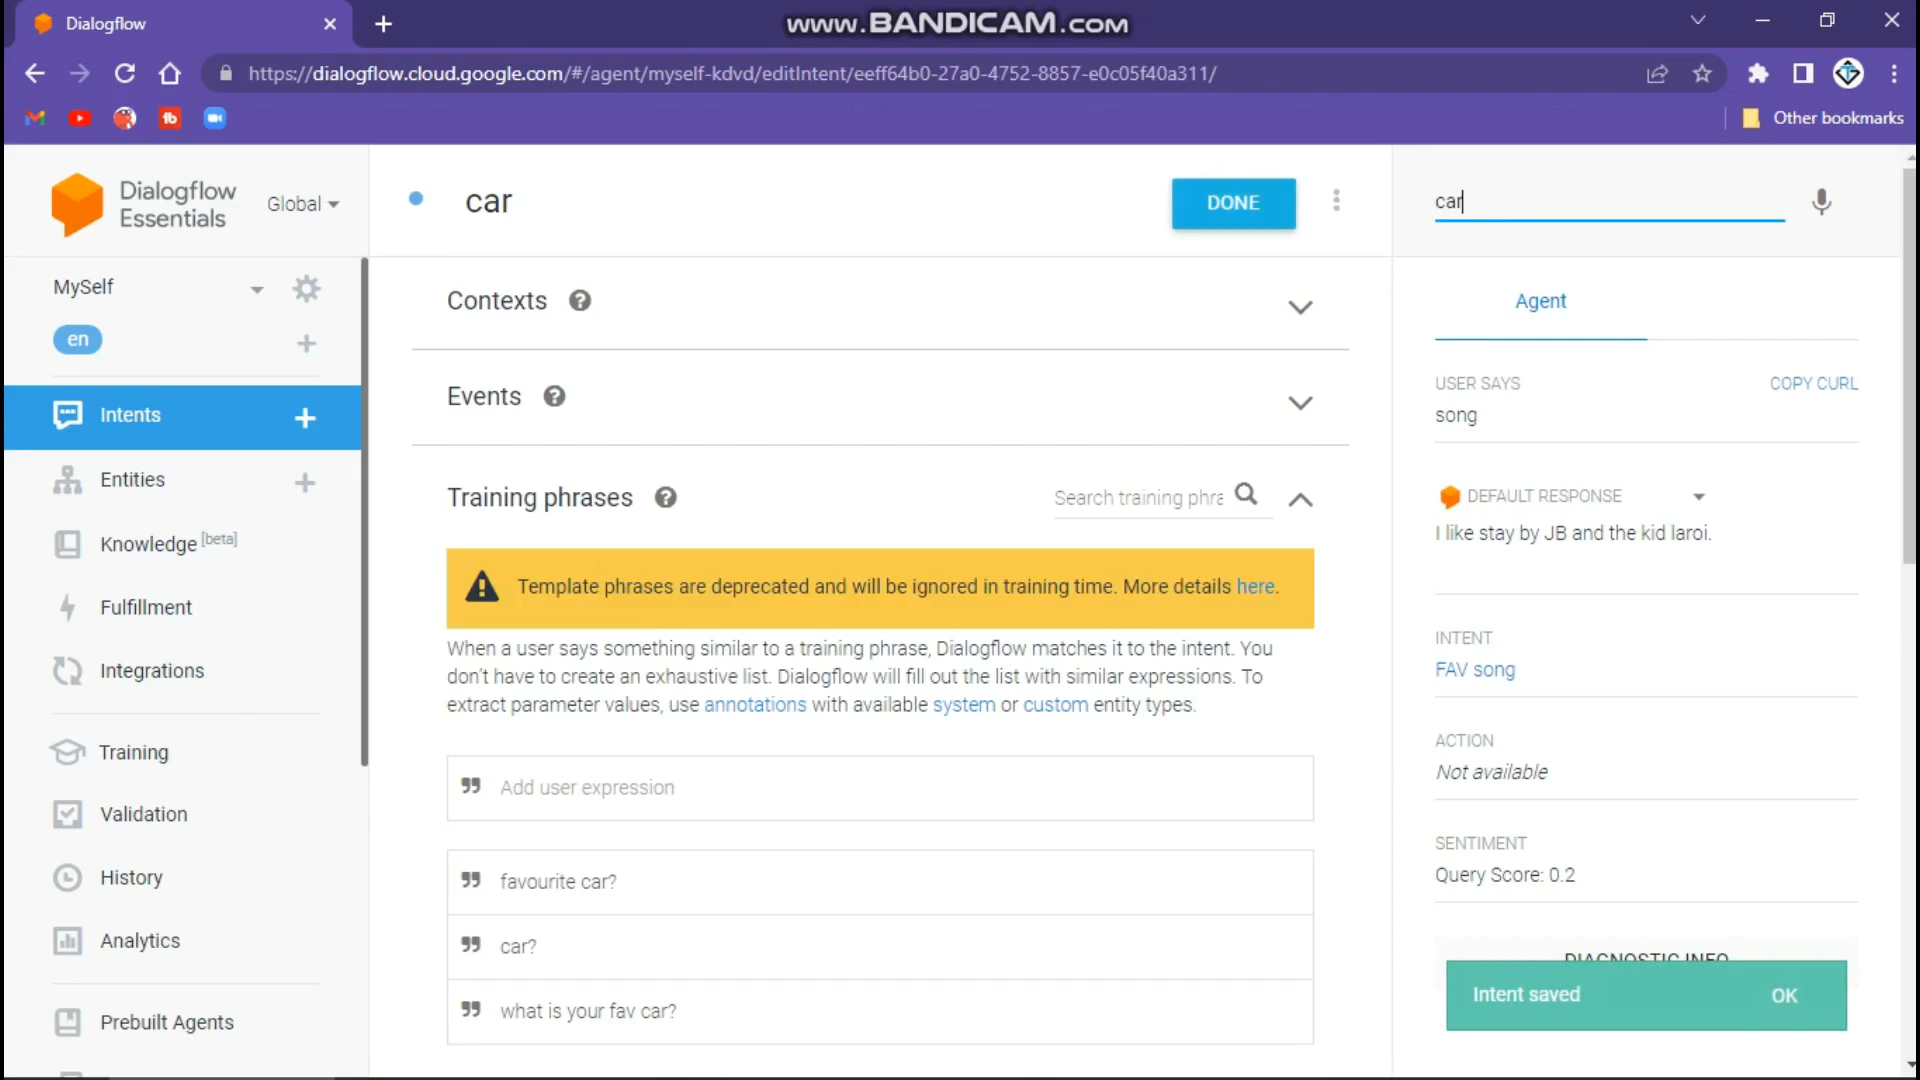 Dialogflow
www.BANDICAM.com
https://dialogflow.cloud.google.com/#/agent/myself-kdvd/editIntent/eeff64b0-27a0-4752-8857-e0c05f40a311/
Other bookmarks
Dialogflow
Essentials
Global
car
DONE
car
MySelf
en
Intents
Entities
Knowledge [beta]
Fulfillment
Integrations
Training
Validation
History
Analytics
Prebuilt Agents
Contexts
Events
Training phrases
Search training phra
Template phrases are deprecated and will be ignored in training time. More details here.
When a user says something similar to a training phrase, Dialogflow matches it to the intent. You
don't have to create an exhaustive list. Dialogflow will fill out the list with similar expressions. To
extract parameter values, use annotations with available system or custom entity types.
Add user expression
favourite car?
car?
what is your fav car?
Agent
USER SAYS
COPY CURL
song
DEFAULT RESPONSE
I like stay by JB and the kid laroi.
INTENT
FAV song
ACTION
Not available
SENTIMENT
Query Score: 0.2
DIAGNOSTIC INFO
Intent saved
OK